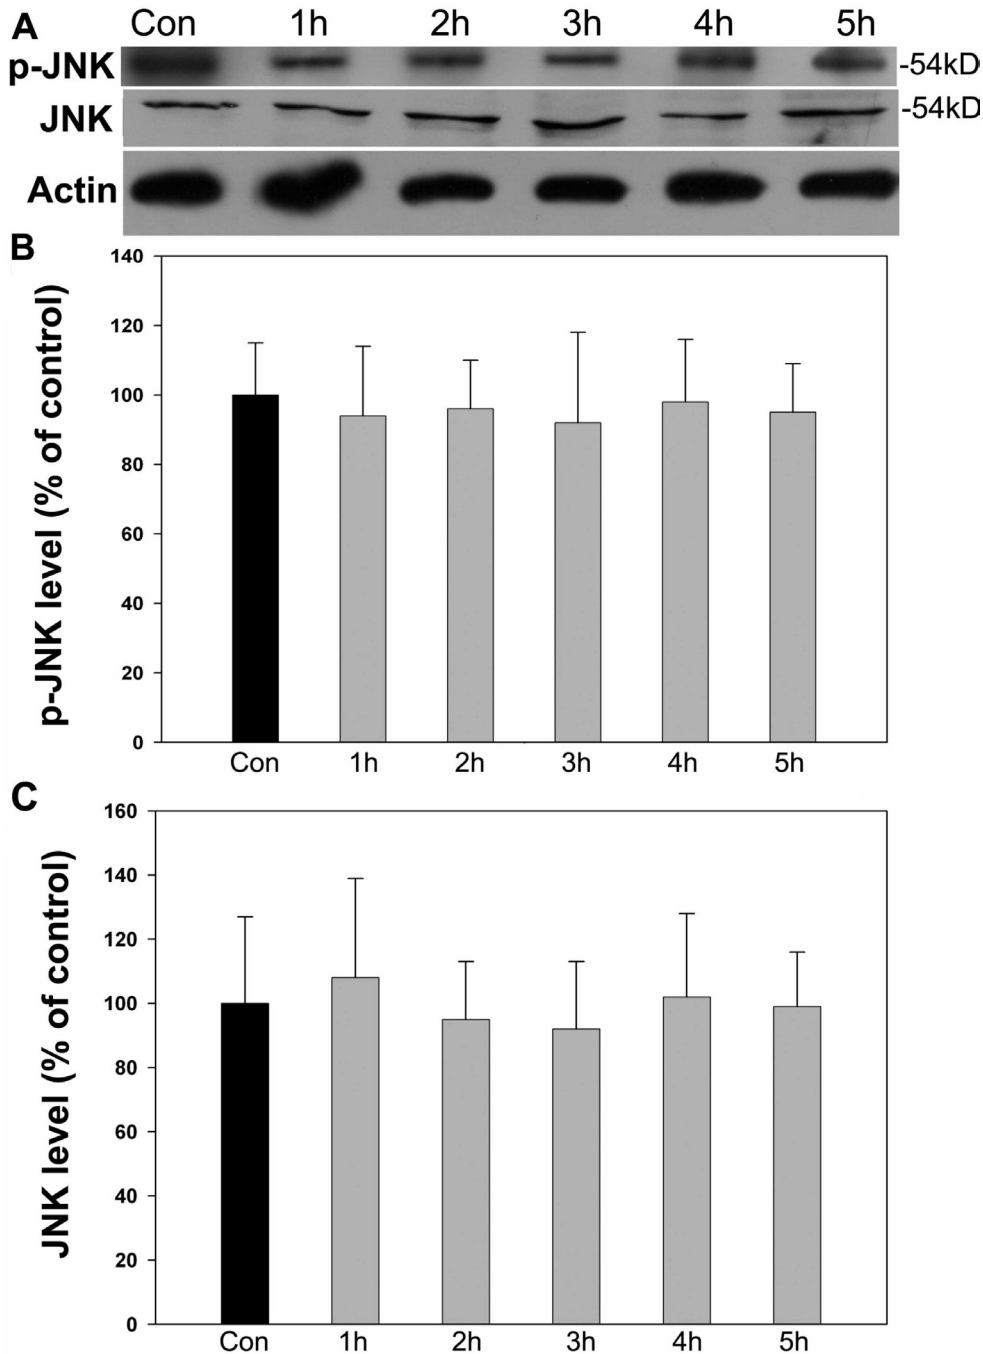 A Con 1h 2h 3h 4h 5h
p-JNK -54kD
JNK -54kD
Actin
B
p-JNK level (% of control)
140
120
100
80
60
40
20
0
Con 1h 2h 3h 4h 5h
C
JNK level (% of control)
160
140
120
100
80
60
40
20
0
Con 1h 2h 3h 4h 5h